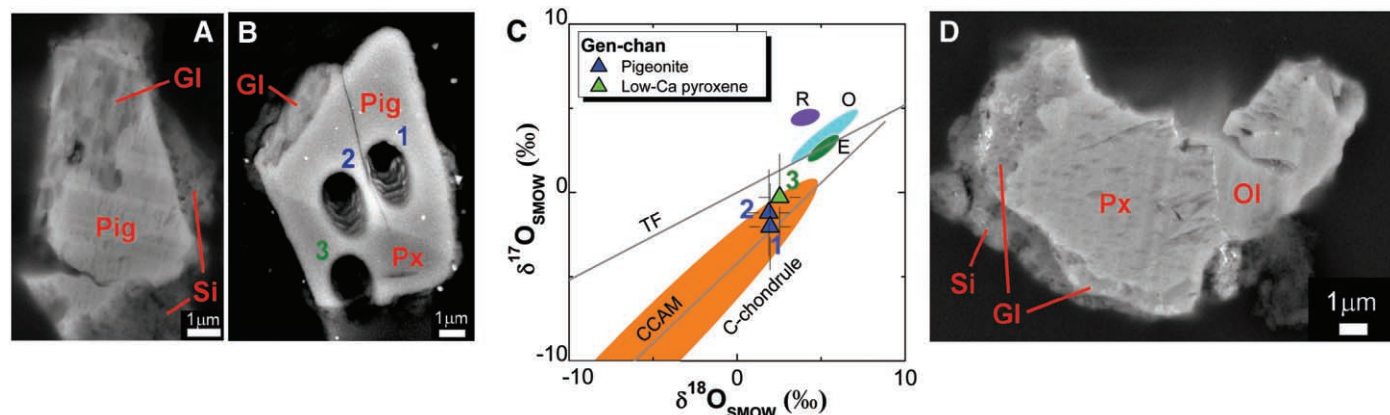 A
Gl
Pig
Si
1μm
B
Gl
Pig
1
2
3
Px
1μm
C
Gen-chan
Pigeonite
Low-Ca pyroxene
10
0
-10
δ17OSMOW (‰)
R
O
E
TF
3
2
1
CCAM
C-chondrule
-10
0
10
δ18OSMOW (‰)
D
Px
Ol
Si
Gl
1μm